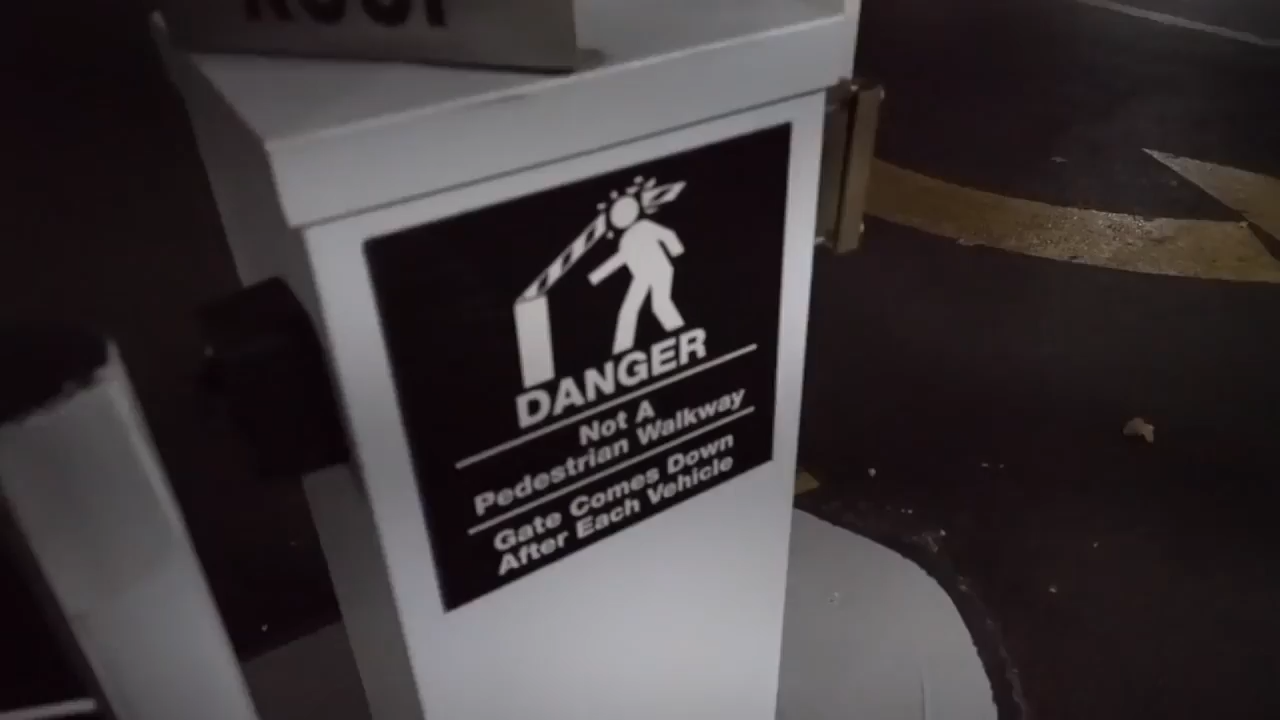 DANGER
Not A
Pedestrian Walkway
Gate Comes Down
After Each Vehicle